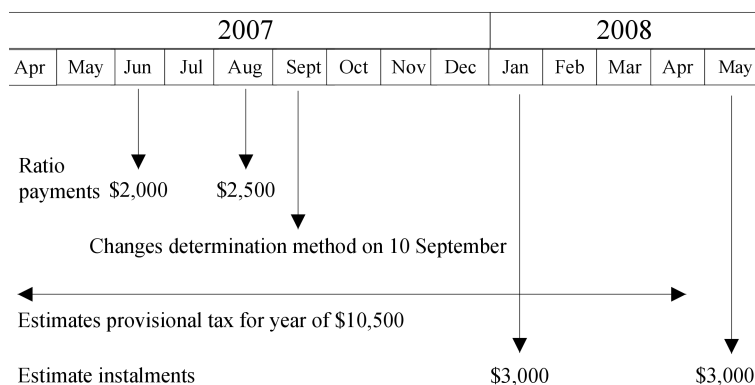 2007 2008
Apr May Jun Jul Aug Sept Oct Nov Dec Jan Feb Mar Apr May
Ratio
payments $2,000 $2,500
Changes determination method on 10 September
Estimates provisional tax for year of $10,500
Estimate instalments $3,000 $3,000